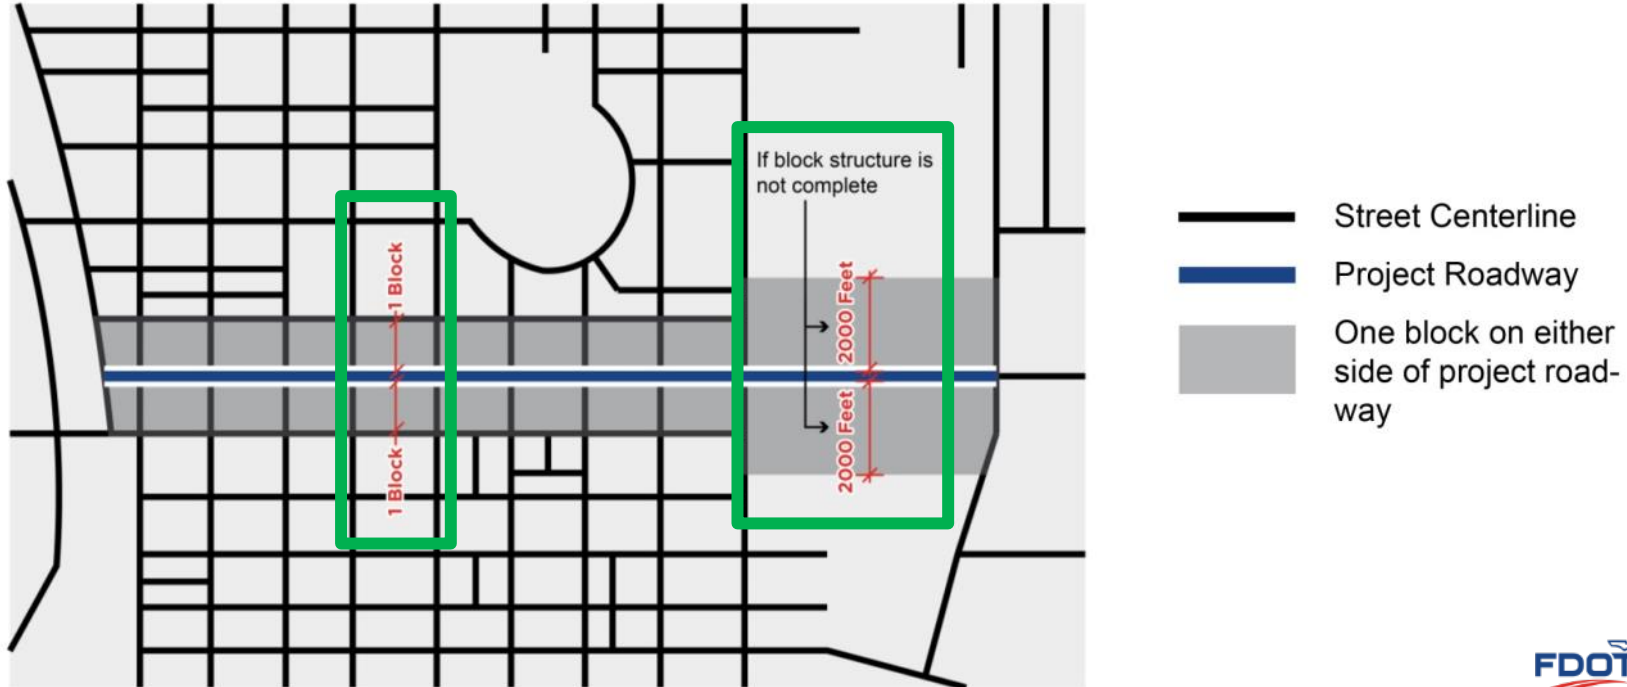 If block structure is
not complete
1 Block
1 Block
2000 Feet
2000 Feet
Street Centerline
Project Roadway
One block on either
side of project road-
way
FDOT